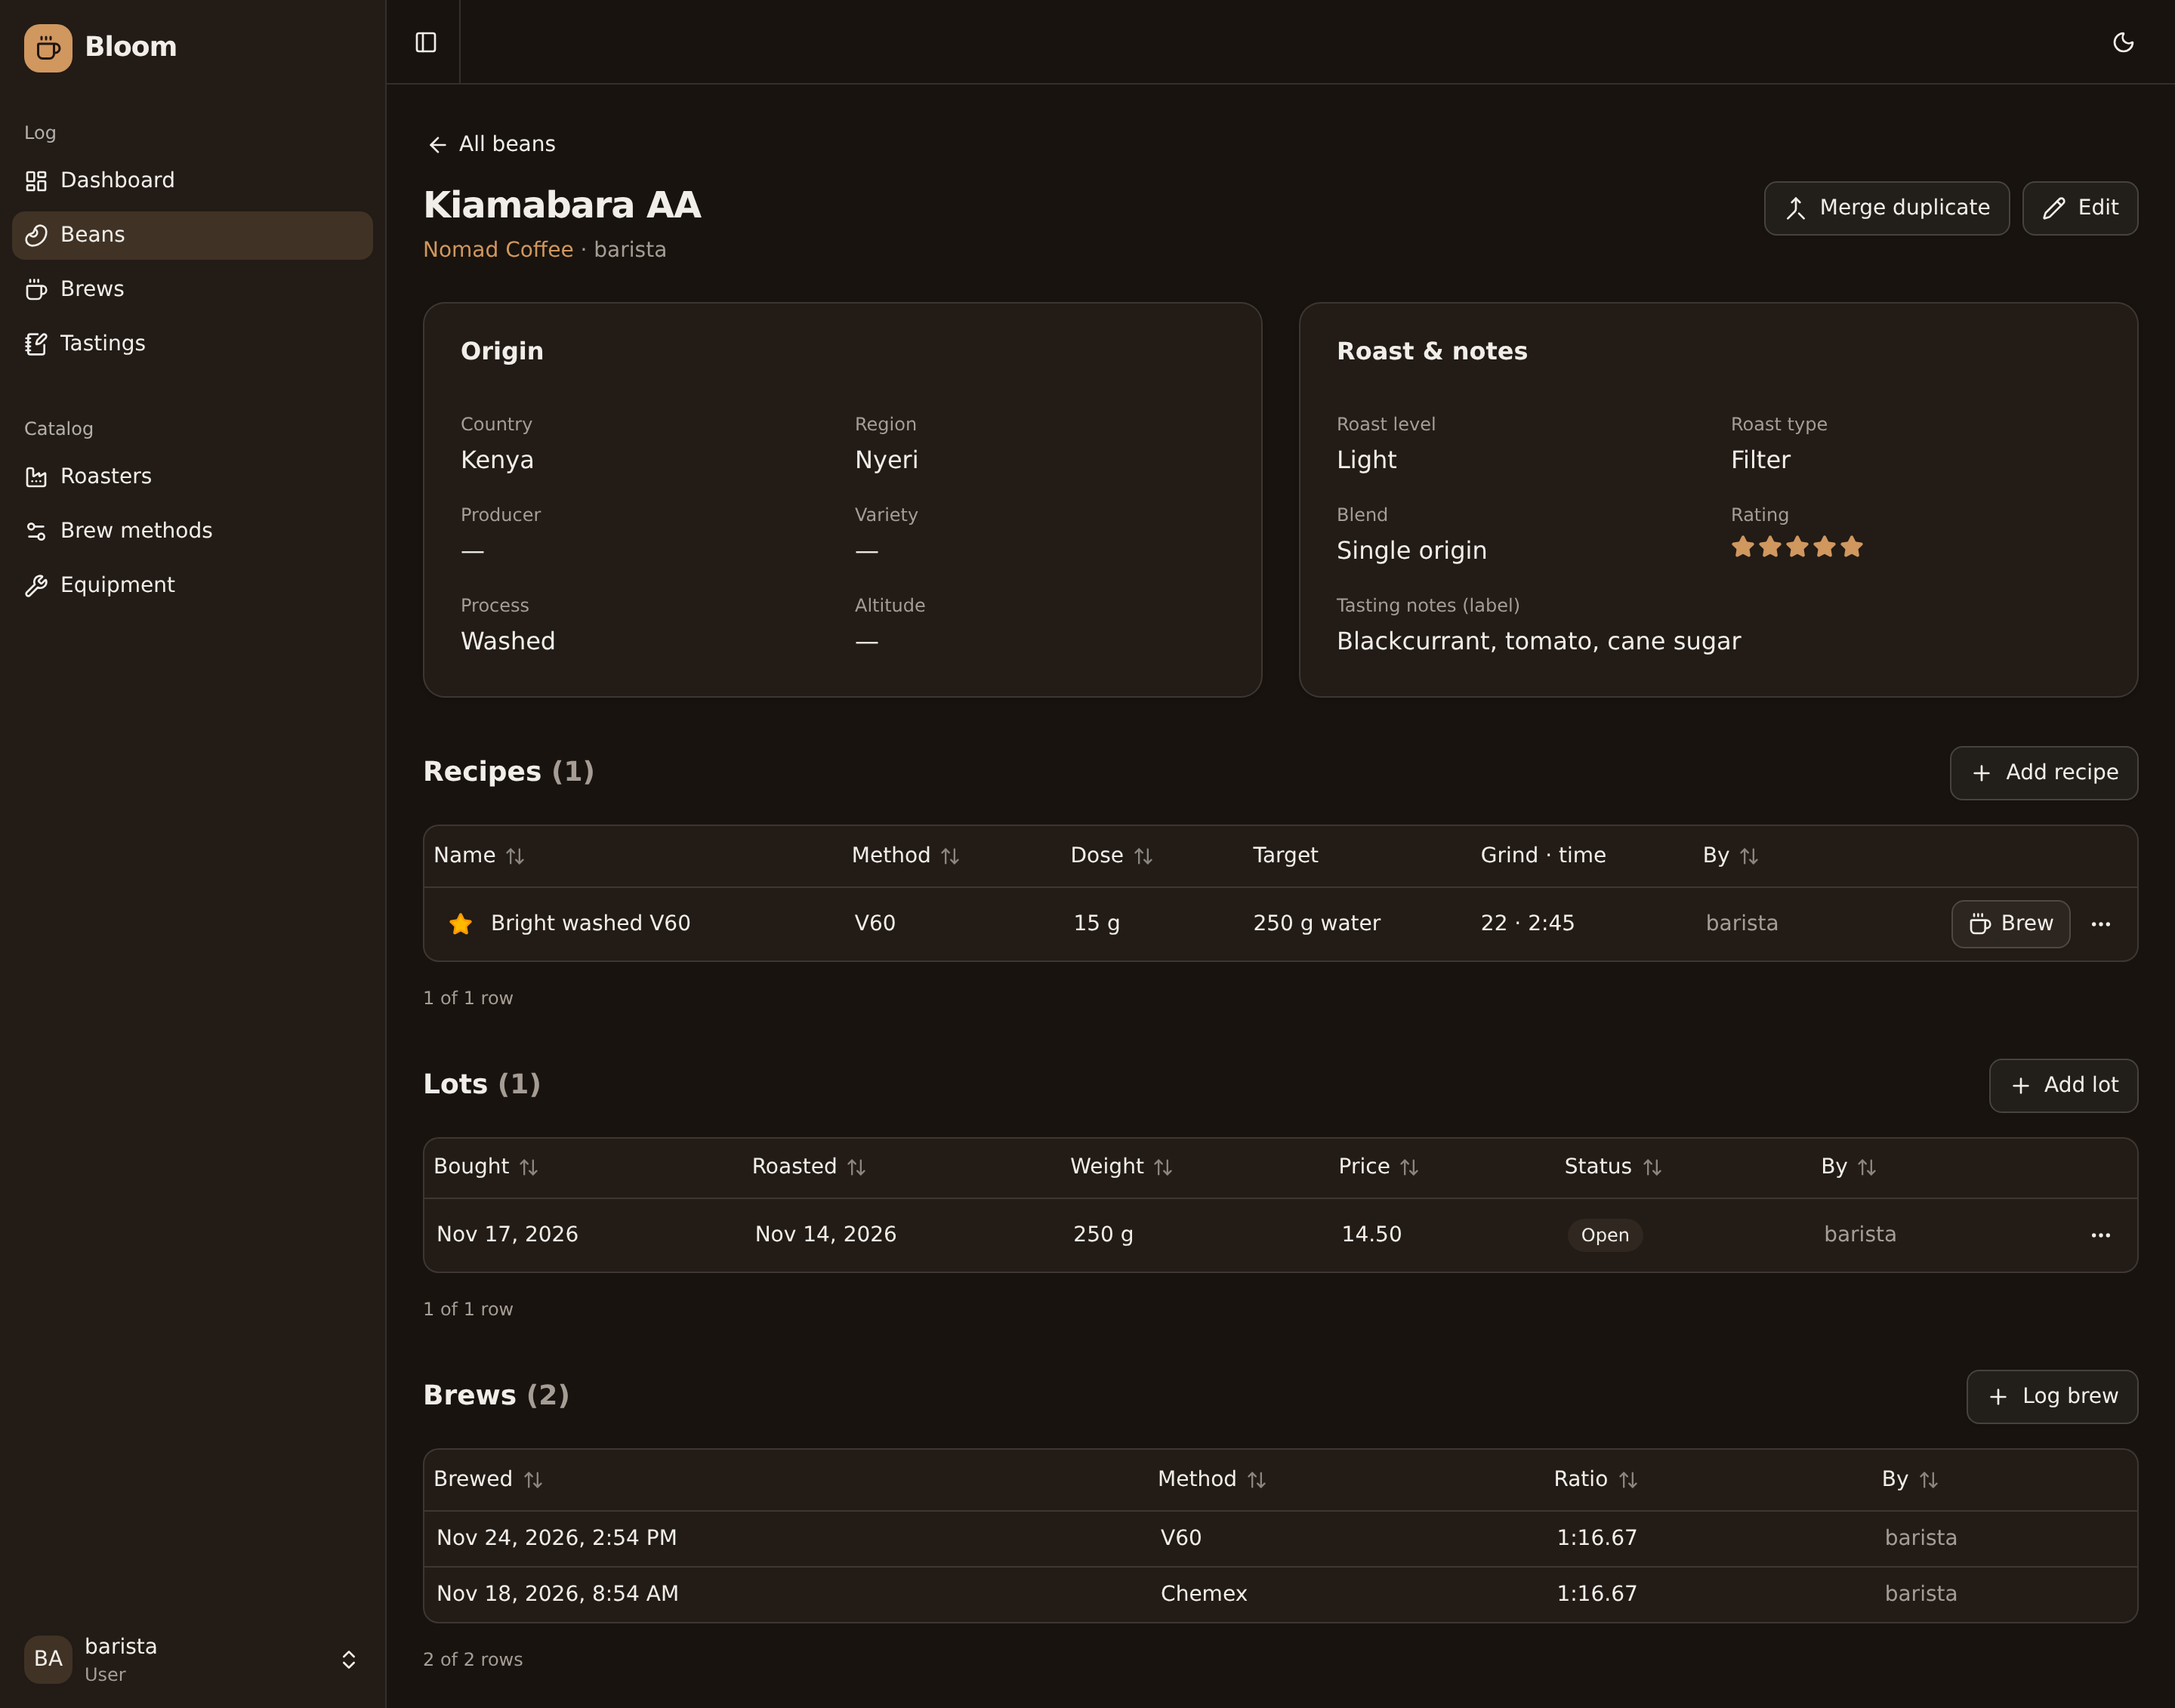 Bloom
Log
Dashboard
Beans
Brews
Tastings
Catalog
Roasters
Brew methods
Equipment
BA
barista
User
All beans
Kiamabara AA
Nomad Coffee · barista
Merge duplicate
Edit
Origin
Country
Region
Kenya
Nyeri
Producer
Variety
—
—
Process
Altitude
Washed
—
Roast & notes
Roast level
Roast type
Light
Filter
Blend
Rating
Single origin
Tasting notes (label)
Blackcurrant, tomato, cane sugar
Recipes (1)
Add recipe
Name Method Dose Target Grind · time By
Bright washed V60 V60 15 g 250 g water 22 · 2:45 barista Brew
1 of 1 row
Lots (1)
Add lot
Bought Roasted Weight Price Status By
Nov 17, 2026 Nov 14, 2026 250 g 14.50 Open barista
1 of 1 row
Brews (2)
Log brew
Brewed Method Ratio By
Nov 24, 2026, 2:54 PM V60 1:16.67 barista
Nov 18, 2026, 8:54 AM Chemex 1:16.67 barista
2 of 2 rows